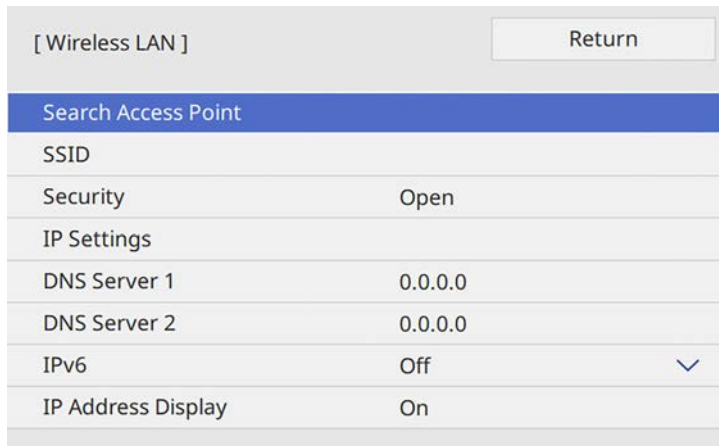 [ Wireless LAN ] Return
Search Access Point
SSID
Security Open
IP Settings
DNS Server 1 0.0.0.0
DNS Server 2 0.0.0.0
IPv6 Off
IP Address Display On